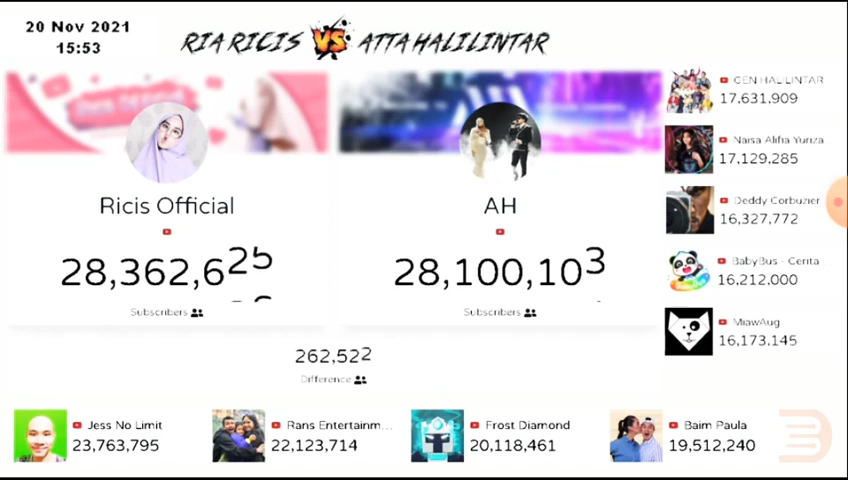 20 Nov 2021
15:53
RIA RICIS VS ATTA HALILINTAR
Ricis Official
28,362,625
Subscribers
AH
28,100,103
Subscribers
262,522
Difference
GEN HALILINTAR
17.631,909
Naisa Alifia Yuriza...
17,129,285
Deddy Corbuzier
16,327,772
BabyBus - Cerita...
16,212,000
MiawAug
16,173,145
Jess No Limit
23,763,795
Rans Entertainm...
22,123,714
Frost Diamond
20,118,461
Baim Paula
19,512,240